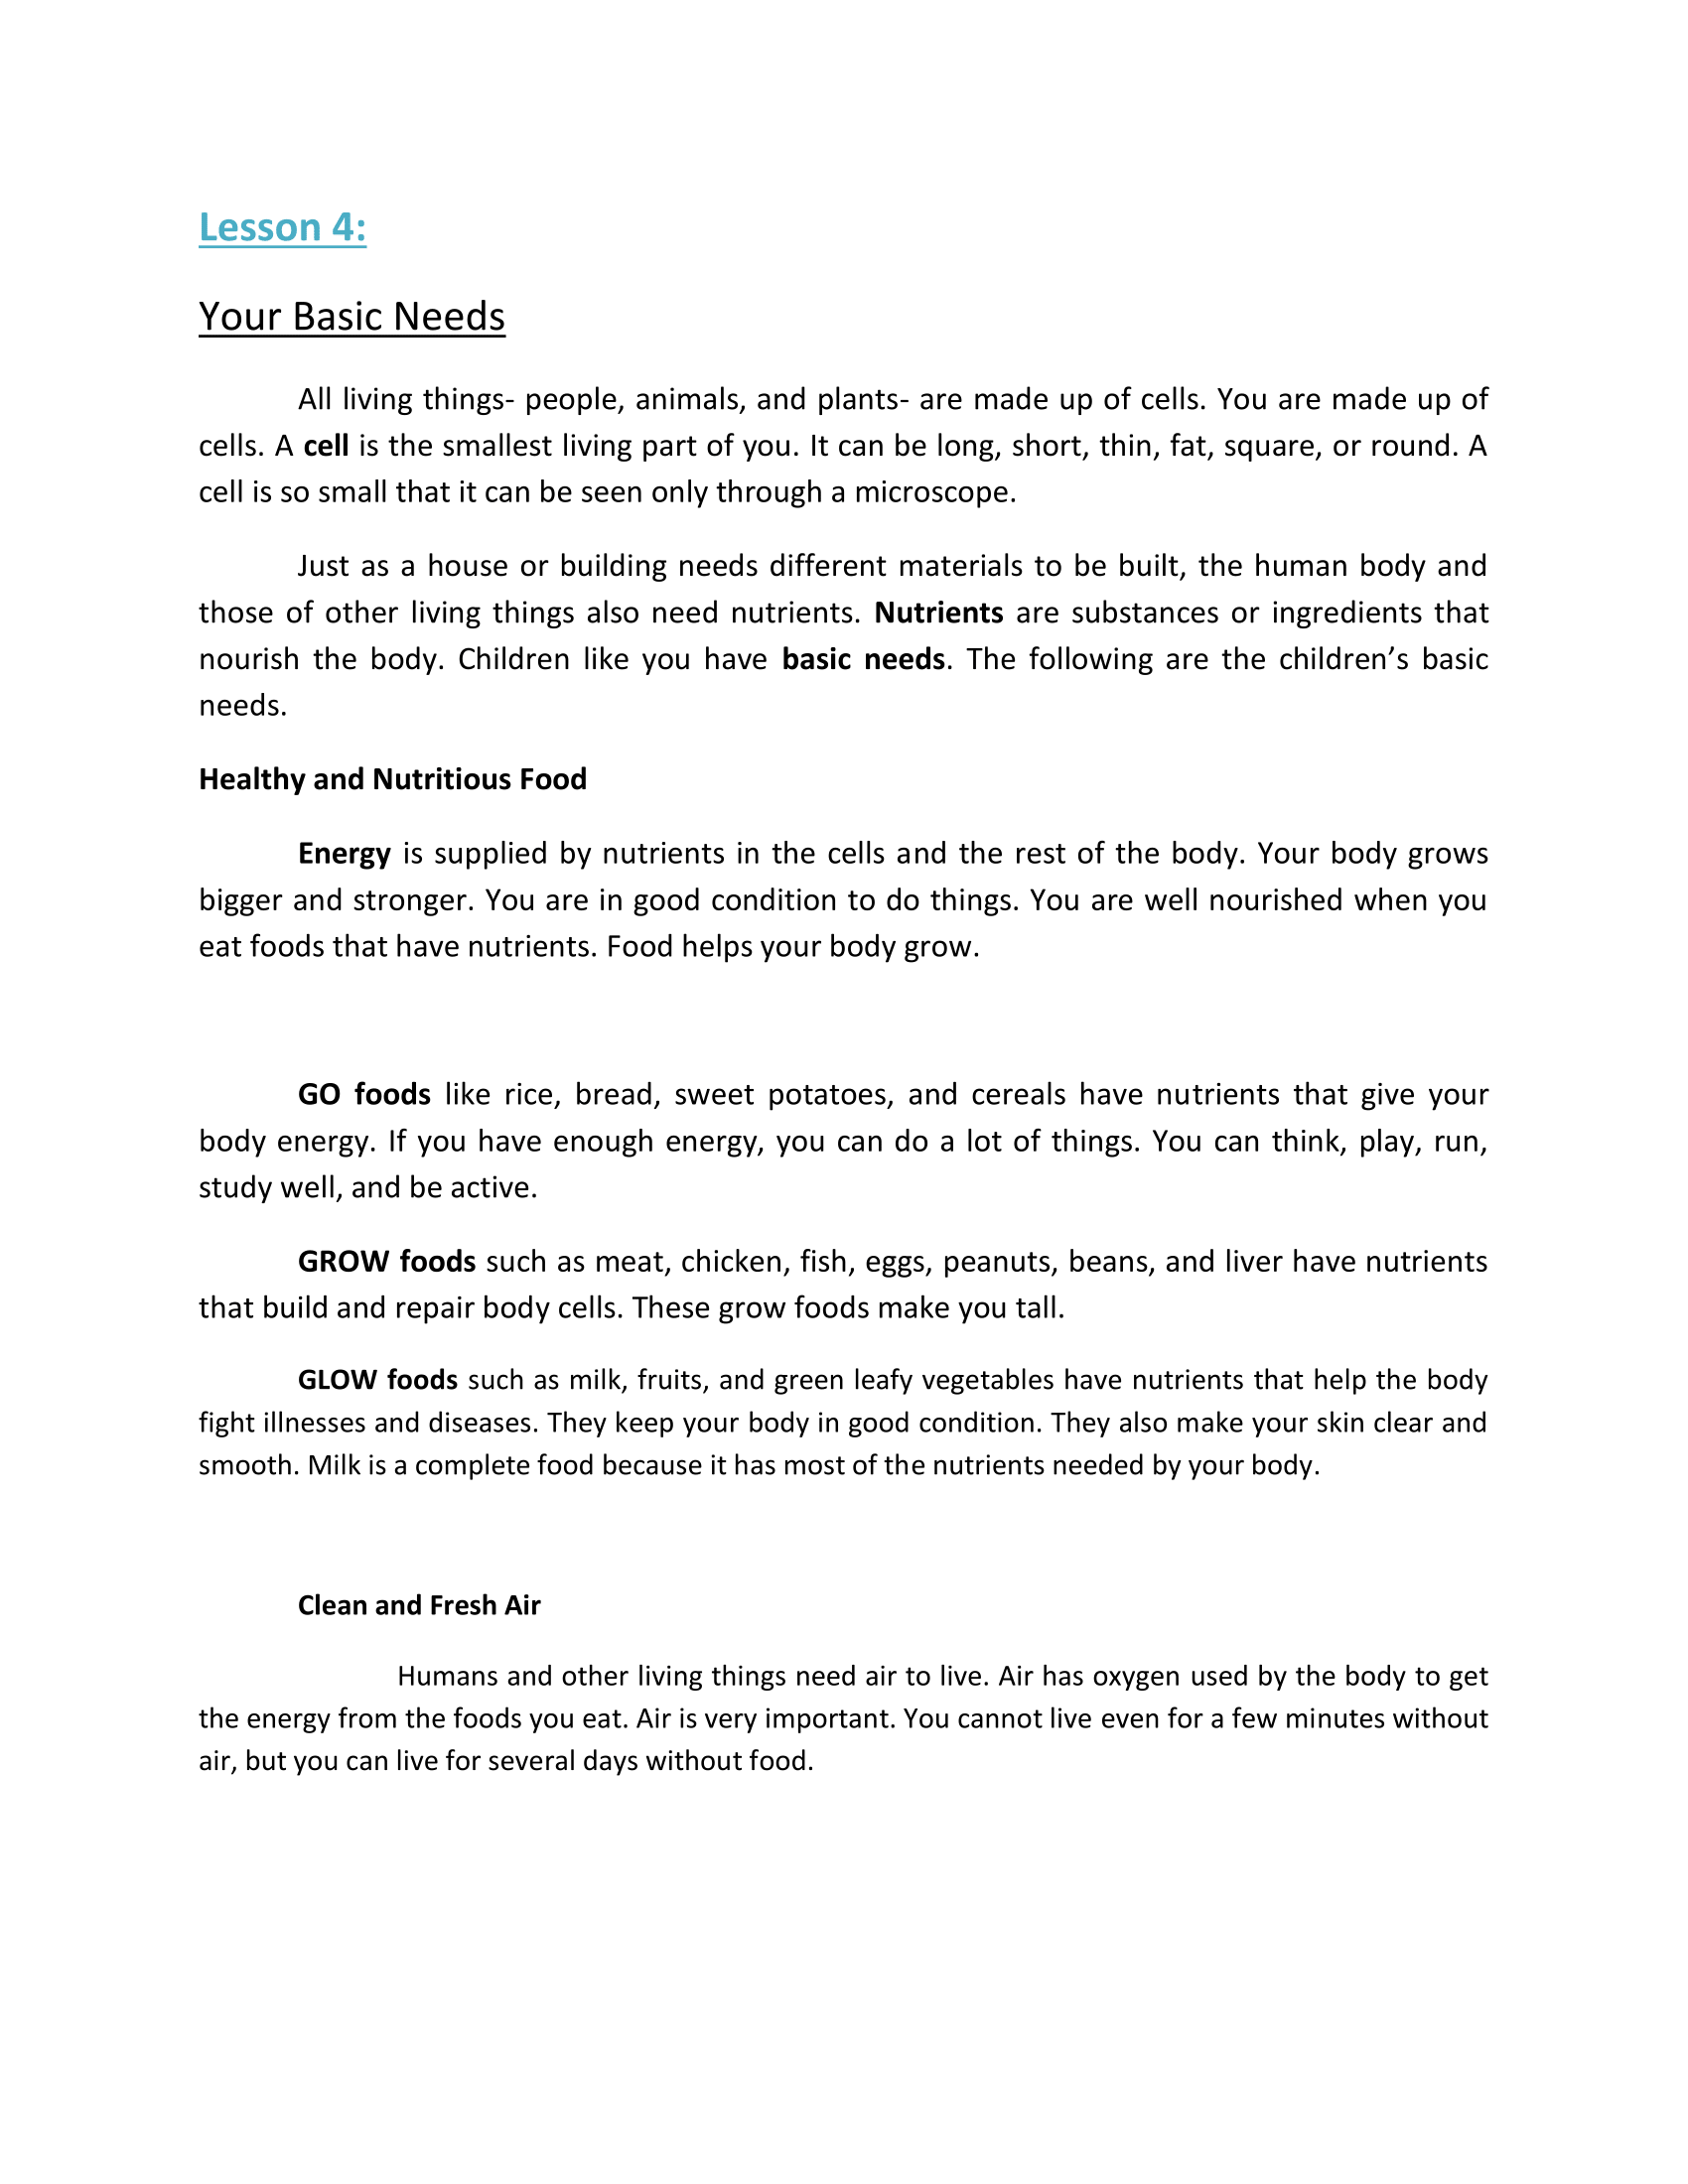 Lesson 4:
Your Basic Needs
All living things- people, animals, and plants- are made up of cells. You are made up of
cells. A cell is the smallest living part of you. It can be long, short, thin, fat, square, or round. A
cell is so small that it can be seen only through a microscope.
Just as a house or building needs different materials to be built, the human body and
those of other living things also need nutrients. Nutrients are substances or ingredients that
nourish the body. Children like you have basic needs. The following are the children’s basic
needs.
Healthy and Nutritious Food
Energy is supplied by nutrients in the cells and the rest of the body. Your body grows
bigger and stronger. You are in good condition to do things. You are well nourished when you
eat foods that have nutrients. Food helps your body grow.
GO foods like rice, bread, sweet potatoes, and cereals have nutrients that give your
body energy. If you have enough energy, you can do a lot of things. You can think, play, run,
study well, and be active.
GROW foods such as meat, chicken, fish, eggs, peanuts, beans, and liver have nutrients
that build and repair body cells. These grow foods make you tall.
GLOW foods such as milk, fruits, and green leafy vegetables have nutrients that help the body
fight illnesses and diseases. They keep your body in good condition. They also make your skin clear and
smooth. Milk is a complete food because it has most of the nutrients needed by your body.
Clean and Fresh Air
Humans and other living things need air to live. Air has oxygen used by the body to get
the energy from the foods you eat. Air is very important. You cannot live even for a few minutes without
air, but you can live for several days without food.